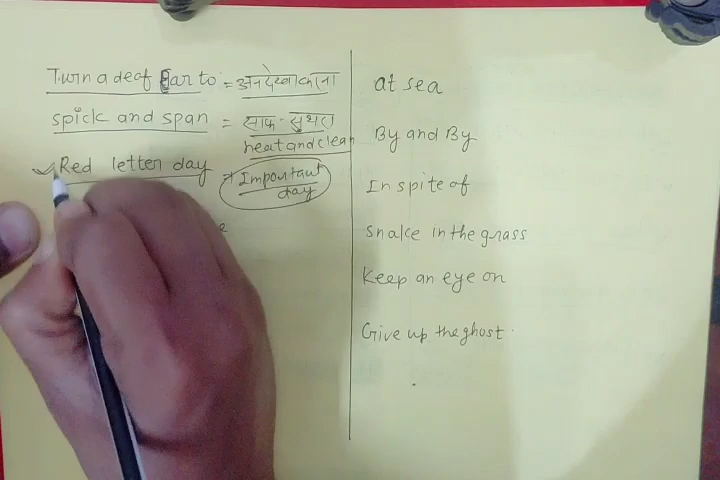 Turn a deaf Ear to = अनदेखा करना
spick and span = साफ-सुथरा
neat and clean
Red letter day → Important
day
at sea
By and By
In spite of
snake in the grass
Keep an eye on
Give up the ghost.